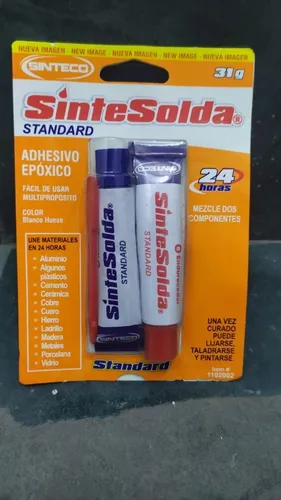 NUEVA IMAGEN - NEW IMAGE - NUEVA IMAGEN - NEW IMAGE
SINTECO
31g
SinteSolda®
STANDARD
ADHESIVO
EPÓXICO
FÁCIL DE USAR
MULTIPROPÓSITO
COLOR
Blanco Hueso
UNE MATERIALES
EN 24 HORAS
• Aluminio
• Algunos
plásticos
• Cemento
• Cerámica
• Cobre
• Cuero
• Hierro
• Ladrillo
• Madera
• Metales
• Porcelana
• Vidrio
SinteSolda®
STANDARD
SINTECO
SinteSolda®
STANDARD
Endurecedor
24
horas
MEZCLE DOS
COMPONENTES
UNA VEZ
CURADO
PUEDE
LIJARSE,
TALADRARSE
Y PINTARSE
Standard
Item #
1102002